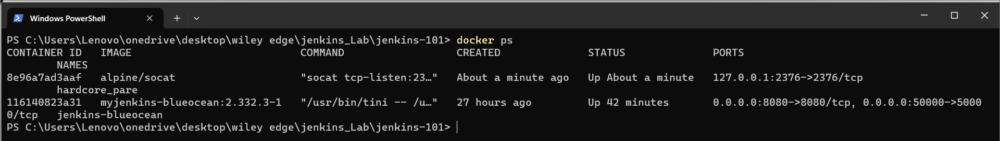 Windows PowerShell
PS C:\Users\Lenovo\onedrive\desktop\wiley edge\jenkins_Lab\jenkins-101> docker ps
CONTAINER ID   IMAGE                           COMMAND                  CREATED              STATUS              PORTS
        NAMES
8e96a7ad3aaf   alpine/socat                    "socat tcp-listen:23…"   About a minute ago   Up About a minute   127.0.0.1:2376->2376/tcp
        hardcore_pare
116140823a31   myjenkins-blueocean:2.332.3-1   "/usr/bin/tini -- /u…"   27 hours ago         Up 42 minutes       0.0.0.0:8080->8080/tcp, 0.0.0.0:50000->5000
0/tcp   jenkins-blueocean
PS C:\Users\Lenovo\onedrive\desktop\wiley edge\jenkins_Lab\jenkins-101>